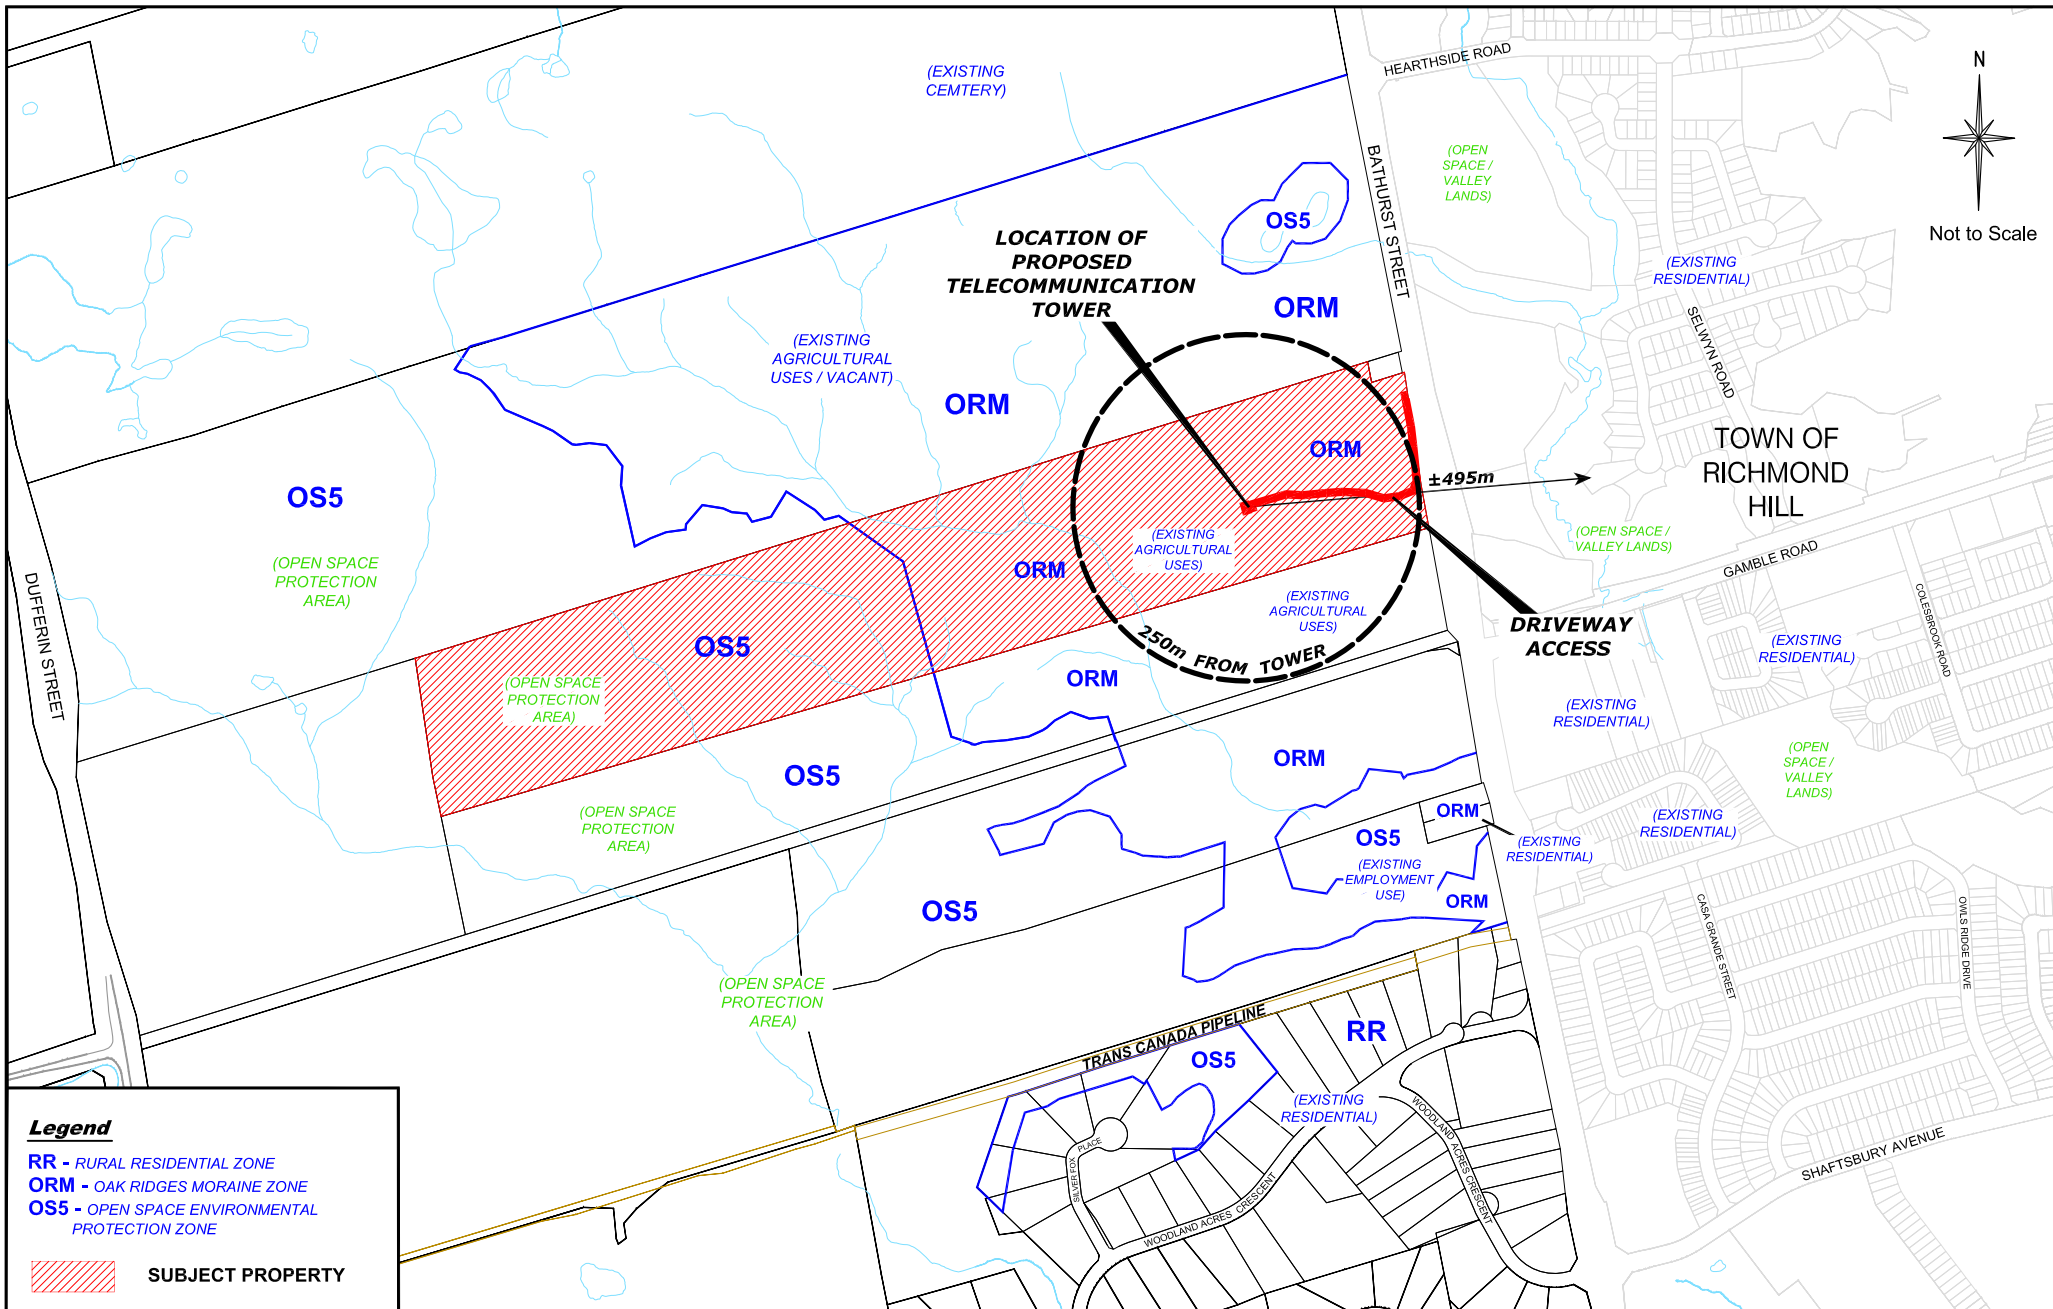 (EXISTING
CEMTERY)
HEARTHSIDE ROAD
N
Not to Scale
BATHURST STREET
(OPEN
SPACE /
VALLEY
LANDS)
OS5
LOCATION OF
PROPOSED
TELECOMMUNICATION
TOWER
ORM
(EXISTING
RESIDENTIAL)
SELWYN ROAD
(EXISTING
AGRICULTURAL
USES / VACANT)
ORM
ORM
TOWN OF
RICHMOND
HILL
±495m
OS5
(OPEN SPACE
PROTECTION
AREA)
(EXISTING
AGRICULTURAL
USES)
(OPEN SPACE /
VALLEY LANDS)
GAMBLE ROAD
ORM
DUFFERIN STREET
(EXISTING
AGRICULTURAL
USES)
COLESBROOK ROAD
DRIVEWAY
ACCESS
250m FROM TOWER
OS5
(EXISTING
RESIDENTIAL)
(OPEN SPACE
PROTECTION
AREA)
ORM
(EXISTING
RESIDENTIAL)
OS5
ORM
(OPEN
SPACE /
VALLEY
LANDS)
(OPEN SPACE
PROTECTION
AREA)
ORM
OS5
(EXISTING
EMPLOYMENT
USE)
(EXISTING
RESIDENTIAL)
(EXISTING
RESIDENTIAL)
OS5
ORM
CASA GRANDE STREET
OWLS RIDGE DRIVE
(OPEN SPACE
PROTECTION
AREA)
TRANS CANADA PIPELINE
RR
OS5
(EXISTING
RESIDENTIAL)
WOODLAND ACRES CRESCENT
SILVER FOX PLACE
WOODLAND ACRES CRESCENT
SHAFTSBURY AVENUE
Legend
RR - RURAL RESIDENTIAL ZONE
ORM - OAK RIDGES MORAINE ZONE
OS5 - OPEN SPACE ENVIRONMENTAL
PROTECTION ZONE
SUBJECT PROPERTY